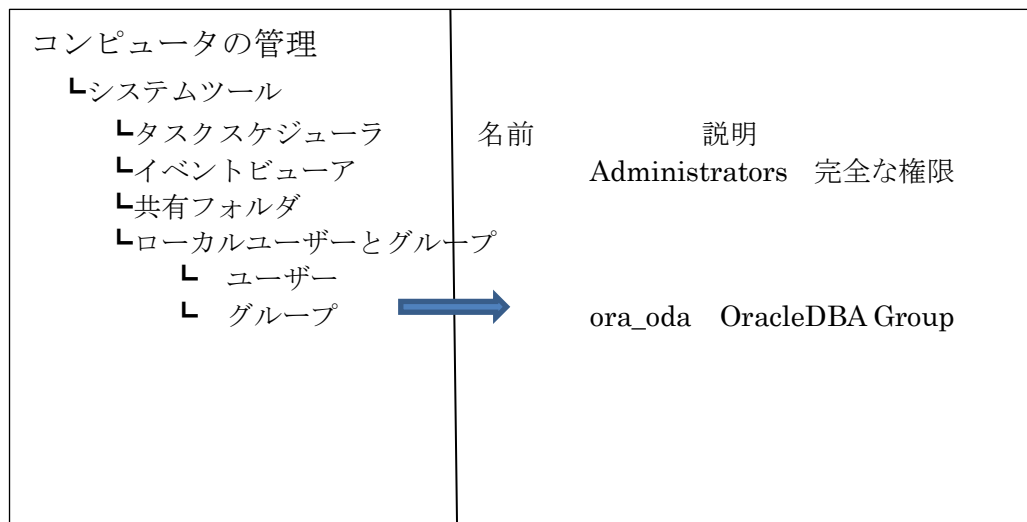 コンピュータの管理
┗システムツール
┗タスクスケジューラ
┗イベントビューア
┗共有フォルダ
┗ローカルユーザーとグループ
┗ ユーザー
┗ グループ
名前 説明
Administrators 完全な権限
ora_oda OracleDBA Group